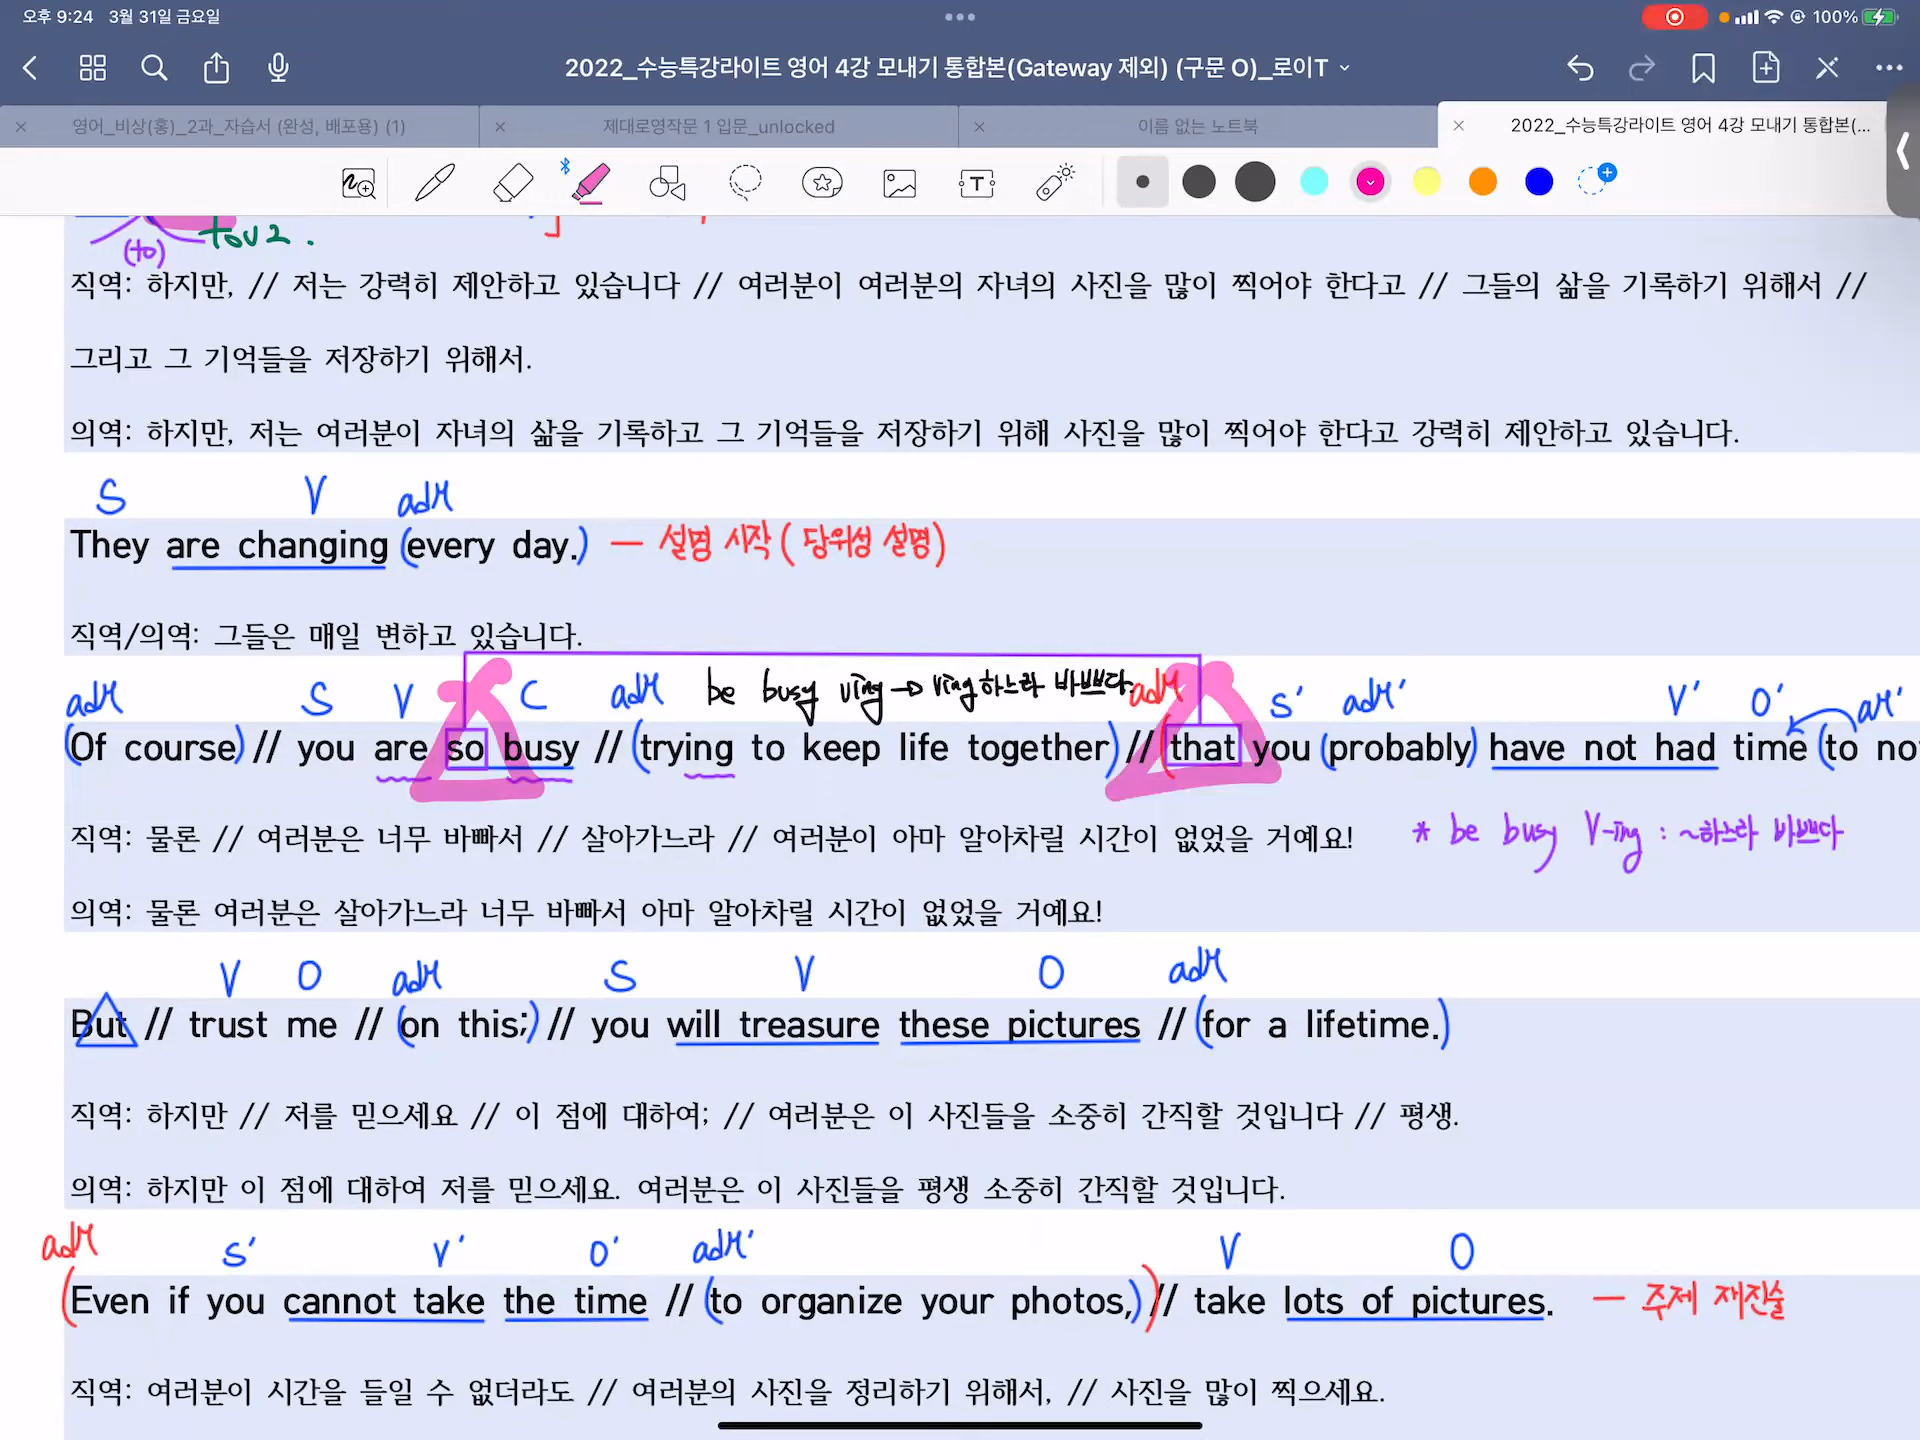 오후 9:24 3월 31일 금요일 100%
2022_수능특강라이트 영어 4강 모내기 통합본(Gateway 제외) (구문 O)_로이T
영어_비상(홍)_2과_자습서 (완성, 배포용) (1) 제대로영작문 1 입문_unlocked 이름 없는 노트북 2022_수능특강라이트 영어 4강 모내기 통합본(...
(to) tov2.
직역: 하지만, // 저는 강력히 제안하고 있습니다 // 여러분이 여러분의 자녀의 사진을 많이 찍어야 한다고 // 그들의 삶을 기록하기 위해서 //
그리고 그 기억들을 저장하기 위해서.
의역: 하지만, 저는 여러분이 자녀의 삶을 기록하고 그 기억들을 저장하기 위해 사진을 많이 찍어야 한다고 강력히 제안하고 있습니다.
S V adM
They are changing (every day.) — 설명 시작 (당위성 설명)
직역/의역: 그들은 매일 변하고 있습니다.
adM S V C adM be busy ving → ving하느라 바쁘다. adM S' adM' V' O' aM'
(Of course) // you are so busy // (trying to keep life together) // (that you (probably) have not had time (to no
직역: 물론 // 여러분은 너무 바빠서 // 살아가느라 // 여러분이 아마 알아차릴 시간이 없었을 거예요! * be busy V-ing : ~하느라 바쁘다
의역: 물론 여러분은 살아가느라 너무 바빠서 아마 알아차릴 시간이 없었을 거예요!
V O adM S V O adM
But // trust me // (on this;) // you will treasure these pictures // (for a lifetime.)
직역: 하지만 // 저를 믿으세요 // 이 점에 대하여; // 여러분은 이 사진들을 소중히 간직할 것입니다 // 평생.
의역: 하지만 이 점에 대하여 저를 믿으세요. 여러분은 이 사진들을 평생 소중히 간직할 것입니다.
adM S' V' O' adM' V O
(Even if you cannot take the time // (to organize your photos,)) // take lots of pictures. — 주제 재진술
직역: 여러분이 시간을 들일 수 없더라도 // 여러분의 사진을 정리하기 위해서, // 사진을 많이 찍으세요.